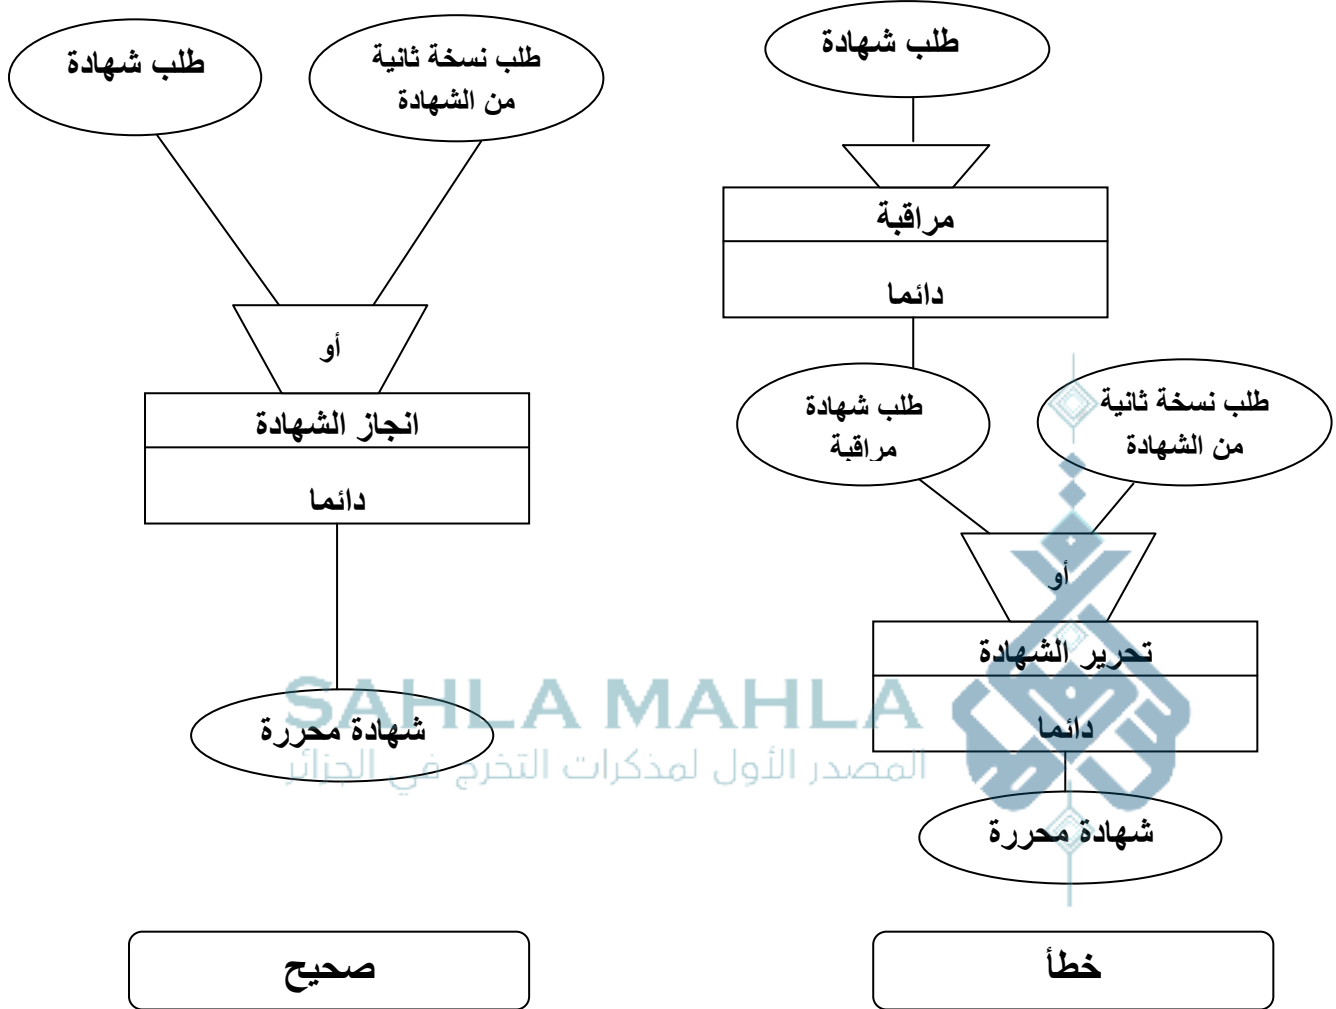 طلب شهادة
طلب نسخة ثانية
من الشهادة
طلب شهادة
مراقبة
دائما
أو
طلب شهادة
مراقبة
طلب نسخة ثانية
من الشهادة
انجاز الشهادة
دائما
أو
تحرير الشهادة
دائما
شهادة محررة
SAHLA MAHLA
المصدر الأول لمذكرات التخرج في الجزائر
شهادة محررة
خطأ
صحيح